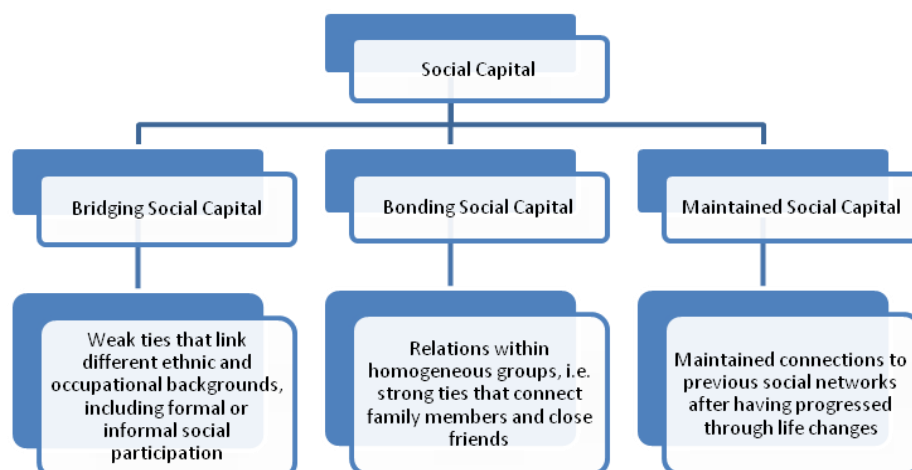 Social Capital
Bridging Social Capital
Bonding Social Capital
Maintained Social Capital
Weak ties that link
different ethnic and
occupational backgrounds,
including formal or
informal social
participation
Relations within
homogeneous groups, i.e.
strong ties that connect
family members and close
friends
Maintained connections to
previous social networks
after having progressed
through life changes